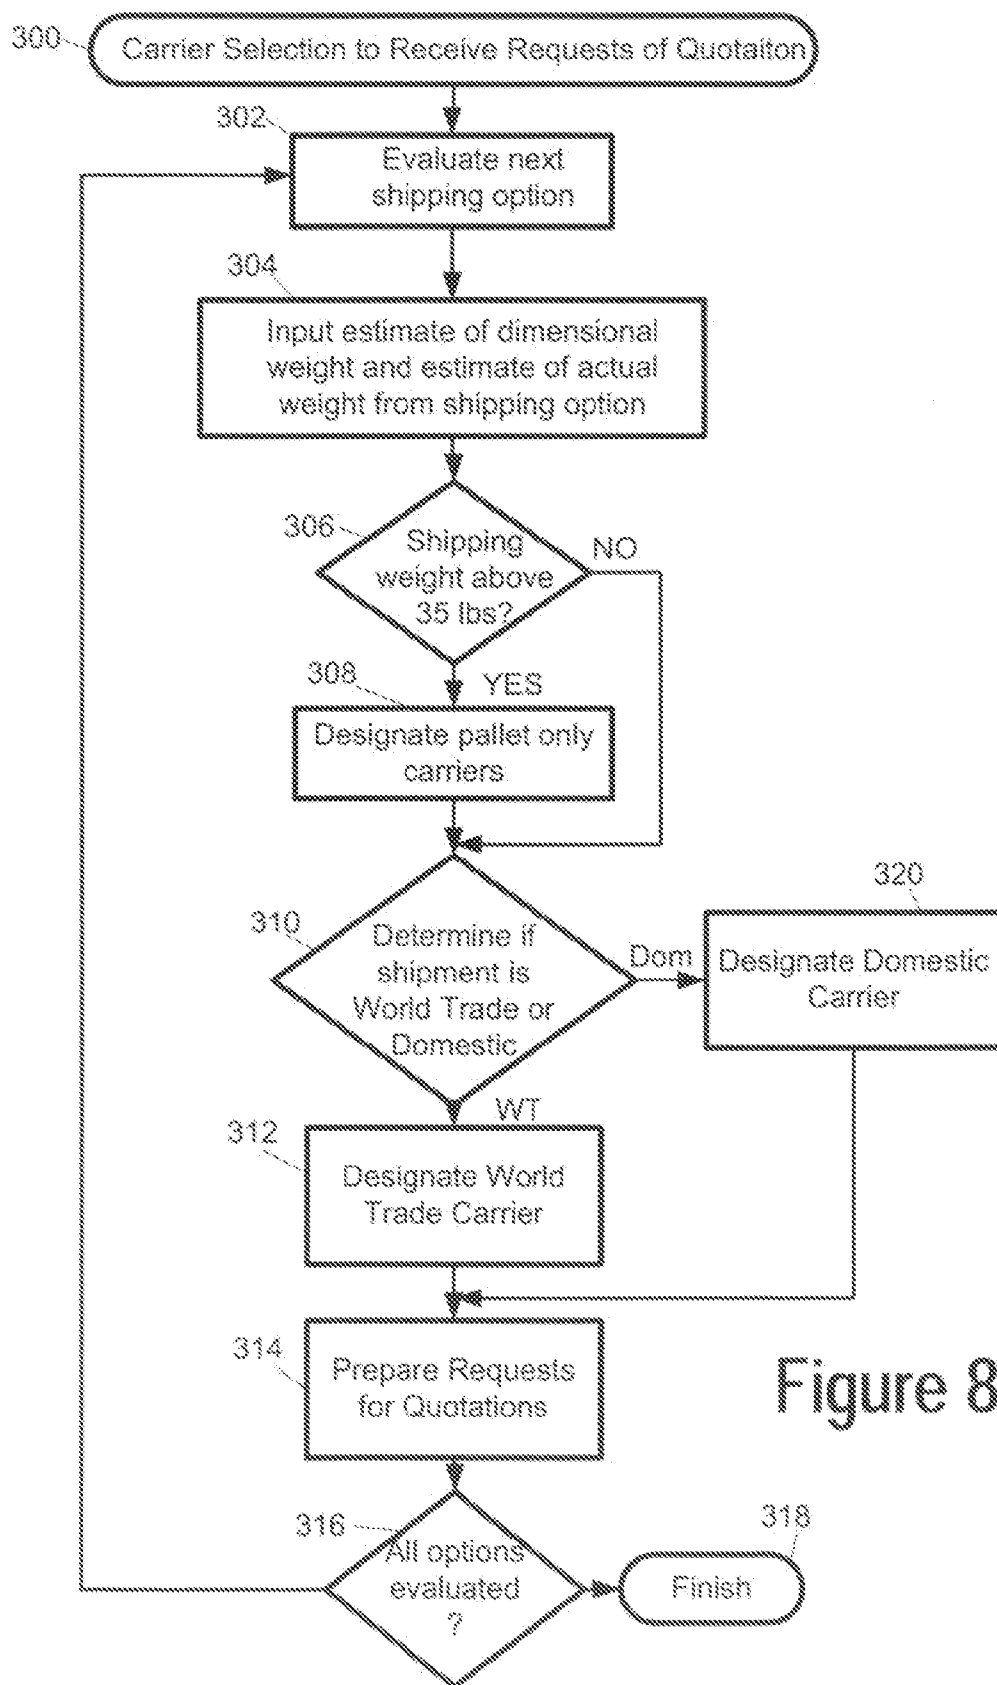 300
Carrier Selection to Receive Requests of Quotaiton
302
Evaluate next
shipping option
304
Input estimate of dimensional
weight and estimate of actual
weight from shipping option
306
Shipping
weight above
35 lbs?
NO
308
YES
Designate pallet only
carriers
310
Determine if
shipment is
World Trade or
Domestic
Dom
320
Designate Domestic
Carrier
WT
312
Designate World
Trade Carrier
314
Prepare Requests
for Quotations
Figure 8
316
All options
evaluated
?
318
Finish